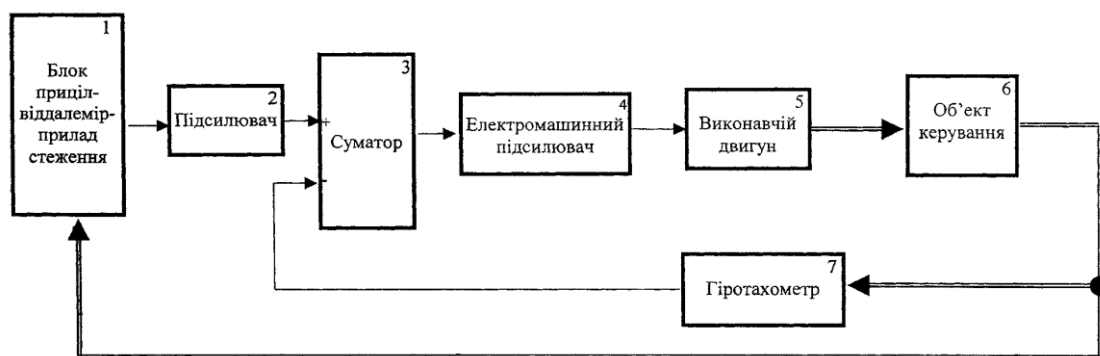 1
Блок
приціл-
віддалемір-
прилад
стеження
2
Підсилювач
3
+
Суматор
-
4
Електромашинний
підсилювач
5
Виконавчій
двигун
6
Об’ект
керування
7
Гіротахометр